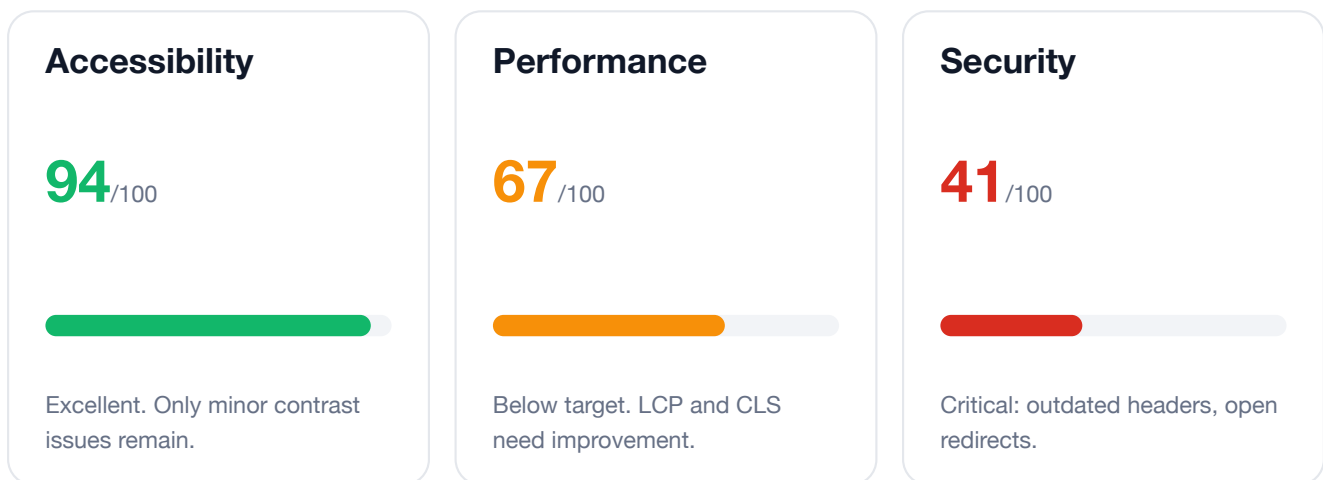 Accessibility
94/100
Excellent. Only minor contrast
issues remain.
Performance
67/100
Below target. LCP and CLS
need improvement.
Security
41/100
Critical: outdated headers, open
redirects.